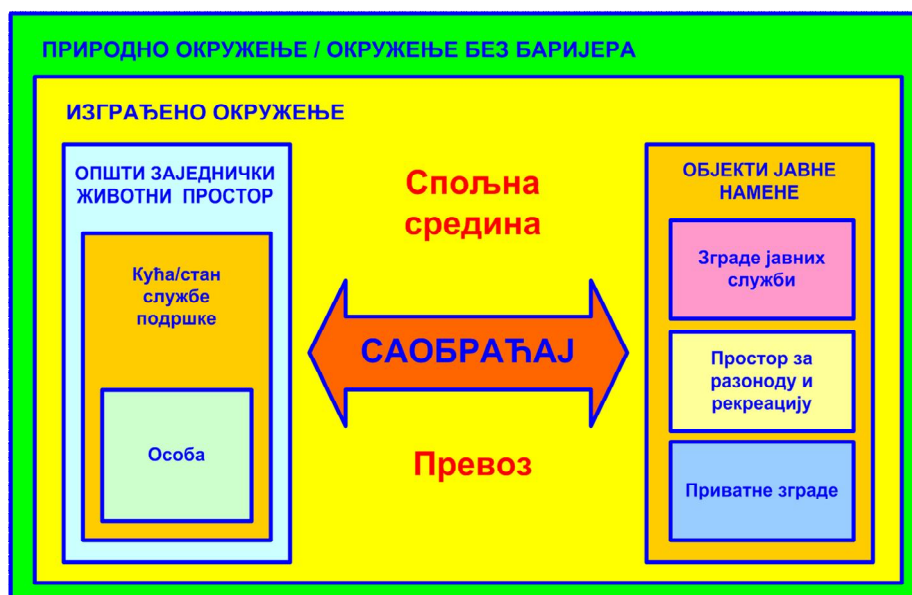 ПРИРОДНО ОКРУЖЕЊЕ / ОКРУЖЕЊЕ БЕЗ БАРИЈЕРА
ИЗГРАЂЕНО ОКРУЖЕЊЕ
ОПШТИ ЗАЈЕДНИЧКИ
ЖИВОТНИ ПРОСТОР
Кућа/стан
службе
подршке
Особа
Спољна
средина
САОБРАЋАЈ
Превоз
ОБЈЕКТИ ЈАВНЕ
НАМЕНЕ
Зграде јавних
служби
Простор за
разоноду и
рекреацију
Приватне зграде